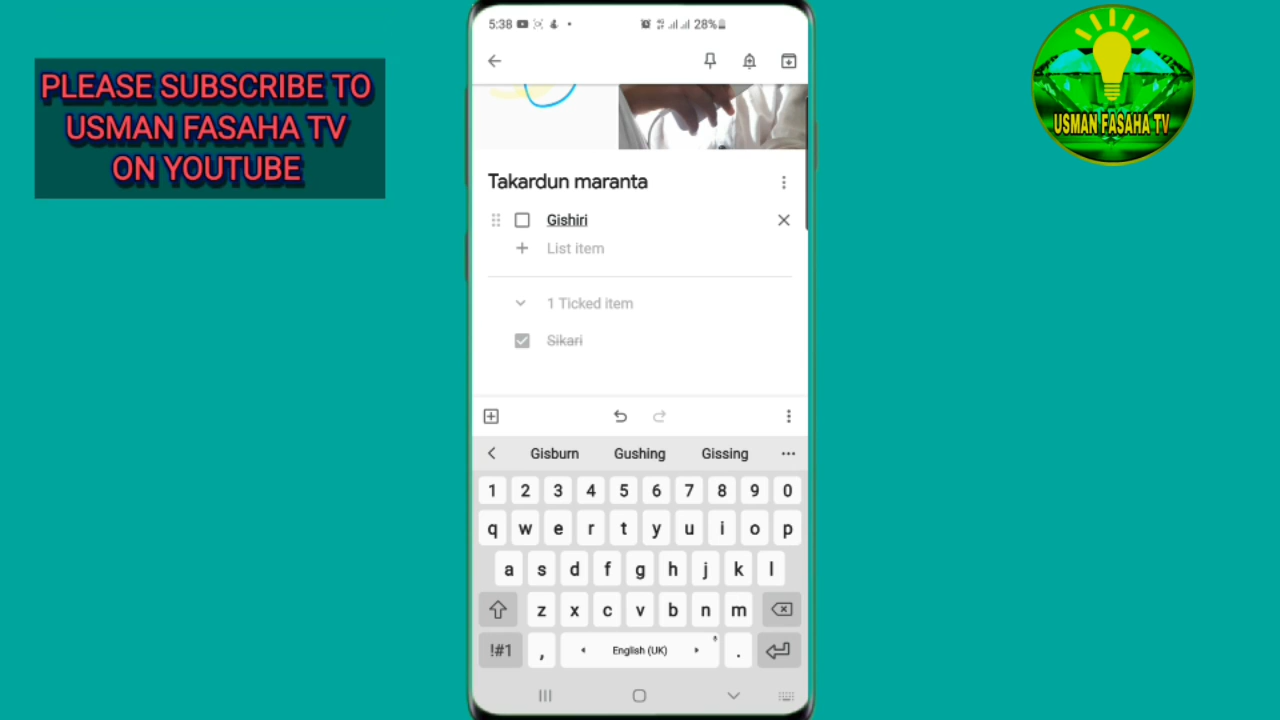 PLEASE SUBSCRIBE TO
USMAN FASAHA TV
ON YOUTUBE
USMAN FASAHA TV
5:38
28%
Takardun maranta
Gishiri
List item
1 Ticked item
Sikari
Gisburn Gushing Gissing
1 2 3 4 5 6 7 8 9 0
q w e r t y u i o p
a s d f g h j k l
z x c v b n m
!#1 , English (UK) .